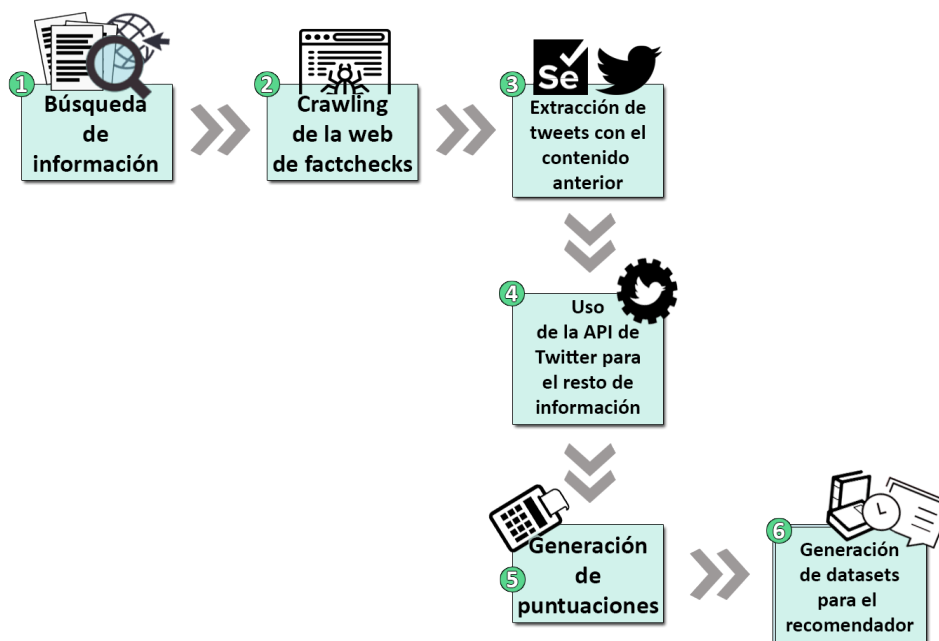 1
Búsqueda
de
información
2
Crawling
de la web
de factchecks
Se
3
Extracción de
tweets con el
contenido
anterior
4
Uso
de la API de
Twitter para
el resto de
información
5
Generación
de
puntuaciones
6
Generación
de datasets
para el
recomendador